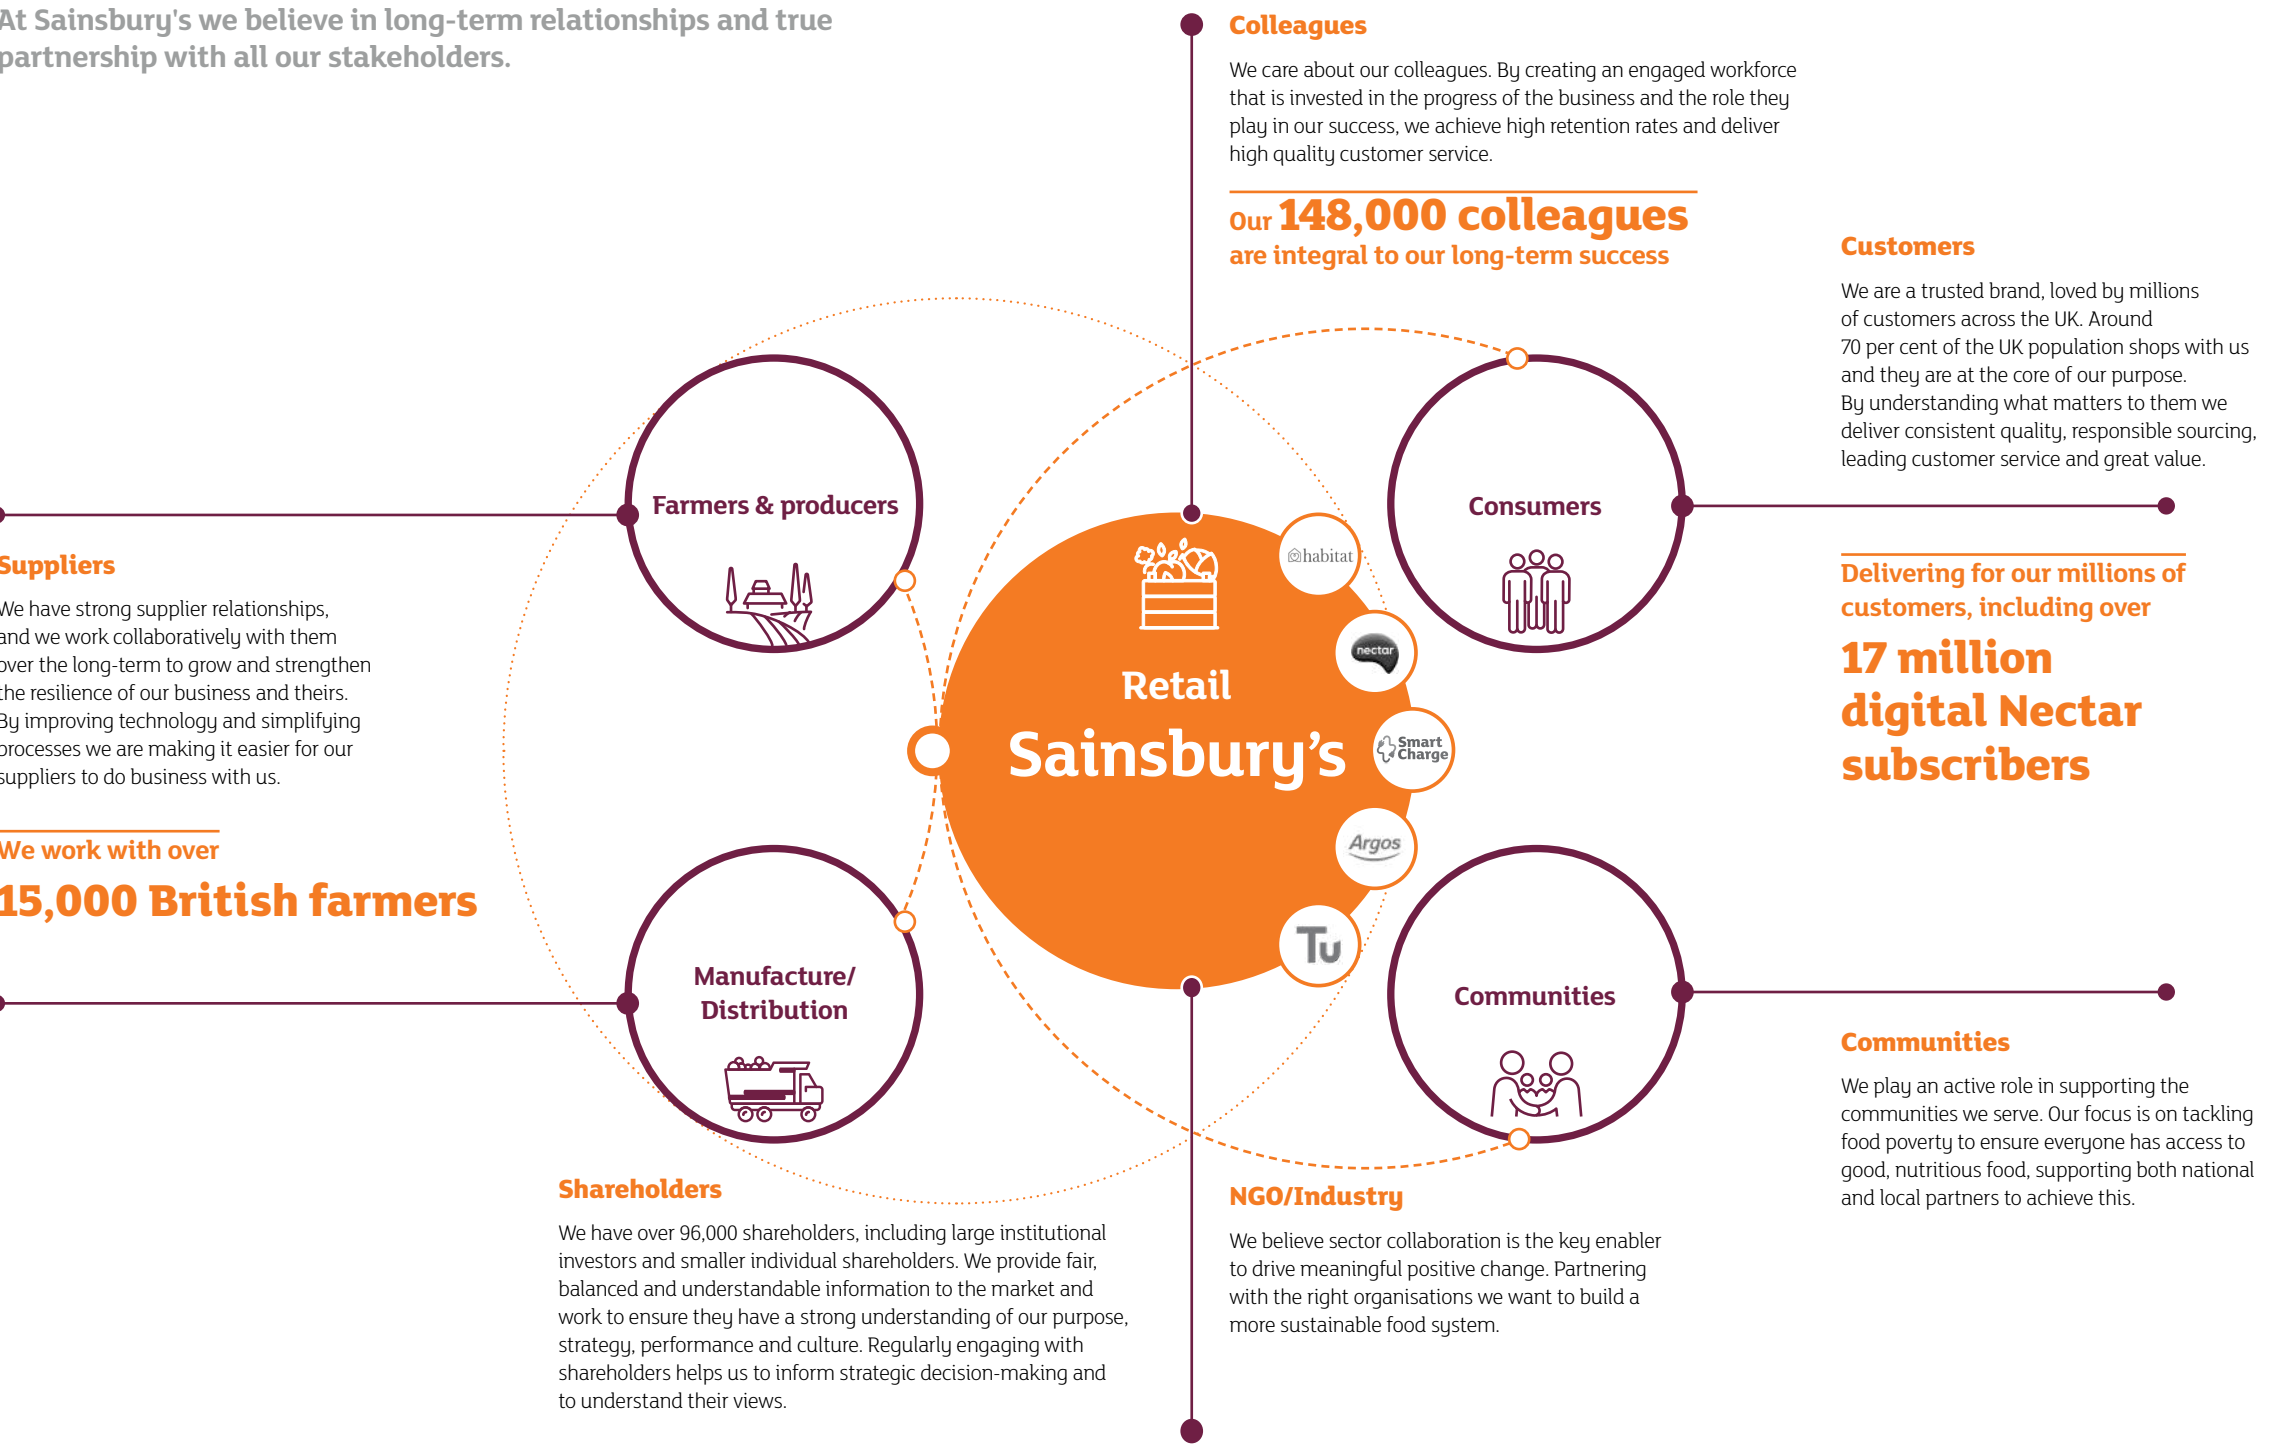 At Sainsbury's we believe in long-term relationships and true
partnership with all our stakeholders.
Colleagues
We care about our colleagues. By creating an engaged workforce
that is invested in the progress of the business and the role they
play in our success, we achieve high retention rates and deliver
high quality customer service.
Our 148,000 colleagues
are integral to our long-term success
Customers
We are a trusted brand, loved by millions
of customers across the UK. Around
70 per cent of the UK population shops with us
and they are at the core of our purpose.
By understanding what matters to them we
deliver consistent quality, responsible sourcing,
leading customer service and great value.
Delivering for our millions of
customers, including over
17 million
digital Nectar
subscribers
Farmers & producers
Consumers
Suppliers
We have strong supplier relationships,
and we work collaboratively with them
over the long-term to grow and strengthen
the resilience of our business and theirs.
By improving technology and simplifying
processes we are making it easier for our
suppliers to do business with us.
We work with over
15,000 British farmers
Retail
Sainsbury's
habitat
nectar
Smart
Charge
Argos
Tu
Manufacture/
Distribution
Communities
Communities
We play an active role in supporting the
communities we serve. Our focus is on tackling
food poverty to ensure everyone has access to
good, nutritious food, supporting both national
and local partners to achieve this.
Shareholders
We have over 96,000 shareholders, including large institutional
investors and smaller individual shareholders. We provide fair,
balanced and understandable information to the market and
work to ensure they have a strong understanding of our purpose,
strategy, performance and culture. Regularly engaging with
shareholders helps us to inform strategic decision-making and
to understand their views.
NGO/Industry
We believe sector collaboration is the key enabler
to drive meaningful positive change. Partnering
with the right organisations we want to build a
more sustainable food system.